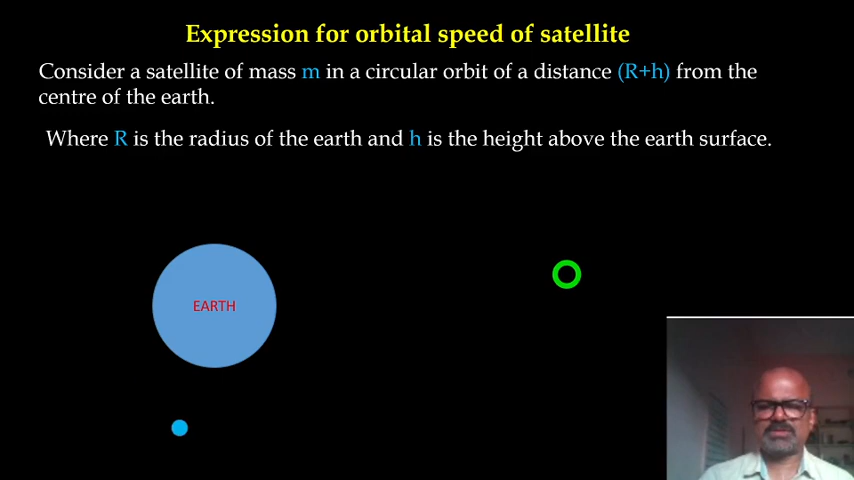 Expression for orbital speed of satellite
Consider a satellite of mass m in a circular orbit of a distance (R+h) from the
centre of the earth.
Where R is the radius of the earth and h is the height above the earth surface.
EARTH